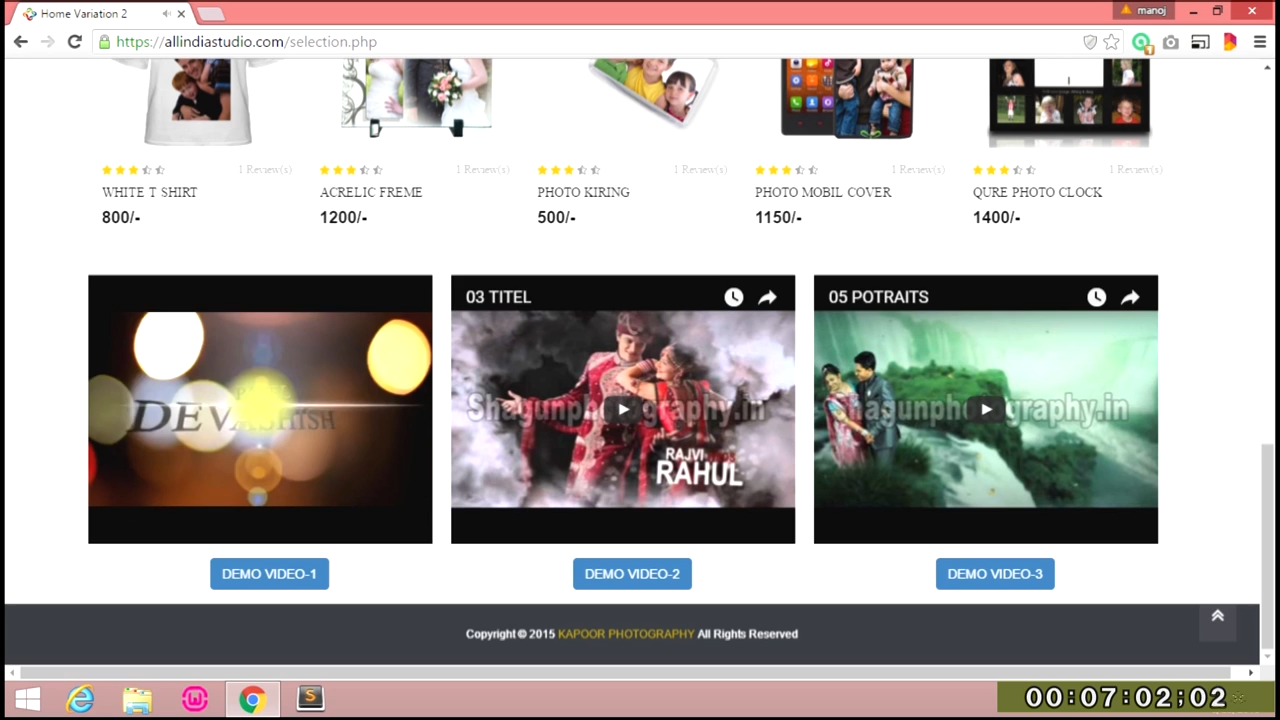 Home Variation 2
manoj
https://allindiastudio.com/selection.php
1 Review(s) 1 Review(s) 1 Review(s) 1 Review(s) 1 Review(s)
WHITE T SHIRT ACRELIC FREME PHOTO KIRING PHOTO MOBIL COVER QURE PHOTO CLOCK
800/- 1200/- 500/- 1150/- 1400/-
03 TITEL
05 POTRAITS
DEVASHISH
Shagunphotography.in
RAJVI
RAHUL
DEMO VIDEO-1 DEMO VIDEO-2 DEMO VIDEO-3
Copyright © 2015 KAPOOR PHOTOGRAPHY All Rights Reserved
00:07:02;02